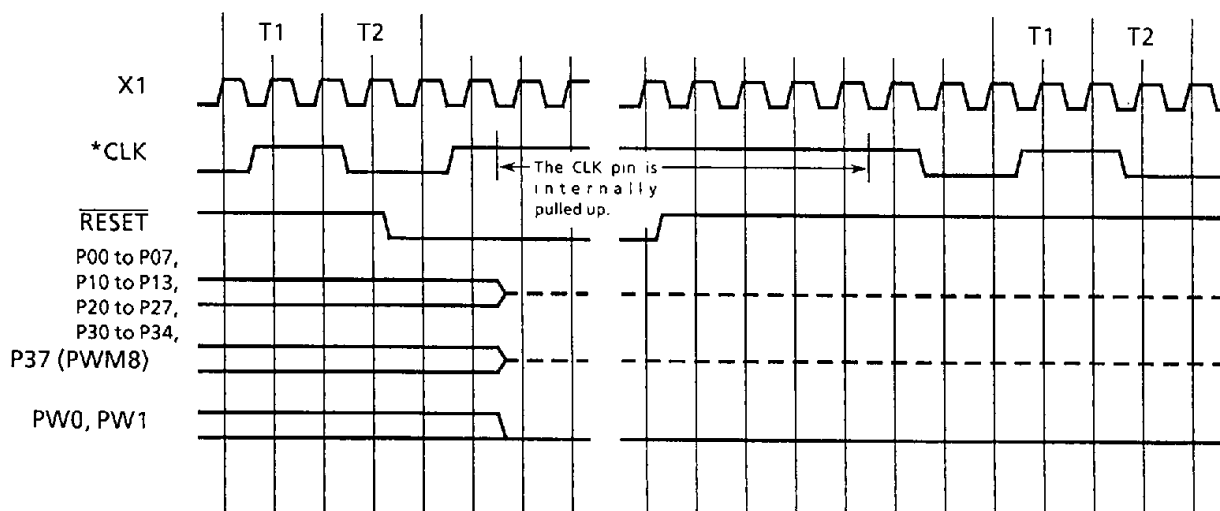 T1 T2 T1 T2
X1
*CLK
The CLK pin is
internally
pulled up.
RESET
P00 to P07,
P10 to P13,
P20 to P27,
P30 to P34,
P37 (PWM8)
PW0, PW1